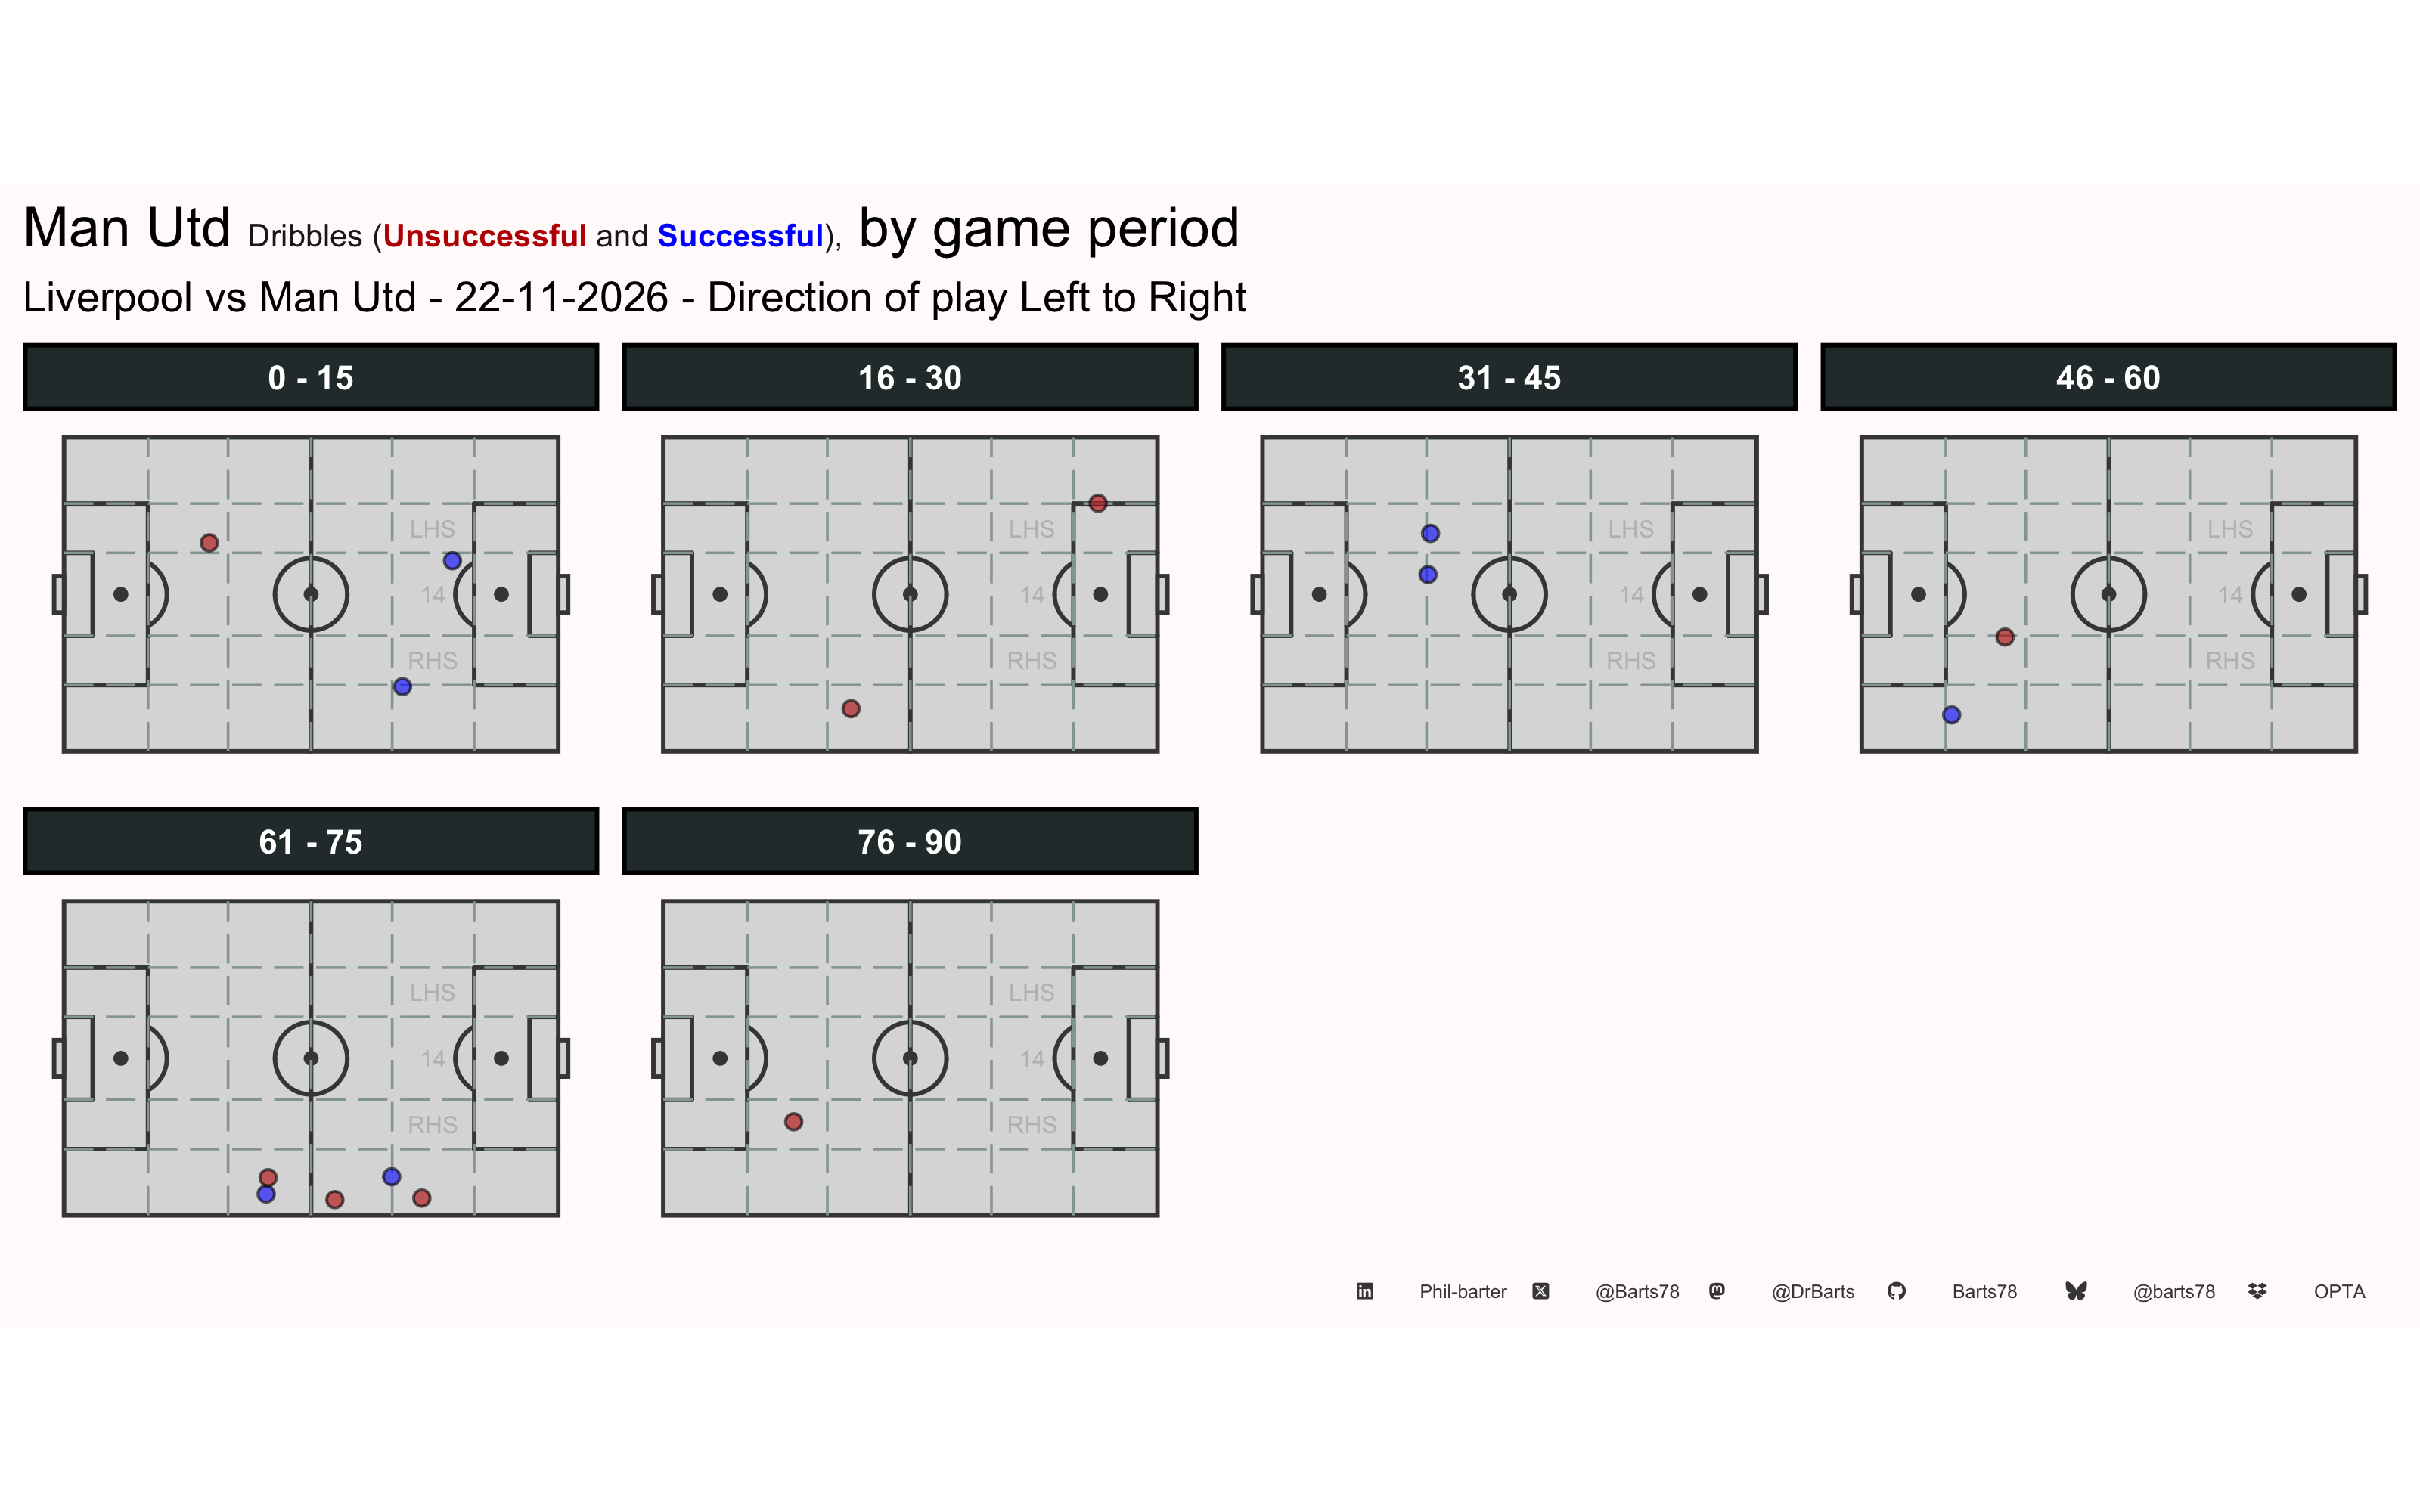 Man Utd Dribbles (Unsuccessful and Successful), by game period
Liverpool vs Man Utd - 22-11-2026 - Direction of play Left to Right
0 - 15
16 - 30
31 - 45
46 - 60
LHS
LHS
LHS
LHS
14
14
14
14
RHS
RHS
RHS
RHS
61 - 75
76 - 90
LHS
LHS
14
14
RHS
RHS
Phil-barter @Barts78 @DrBarts Barts78 @barts78 OPTA